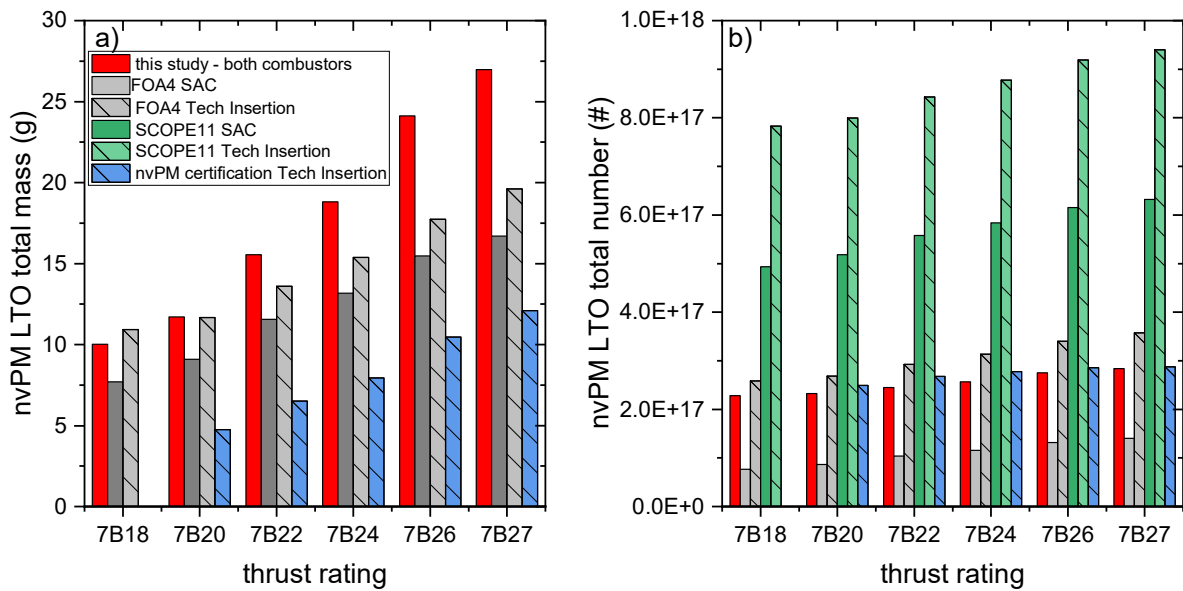 a)
this study - both combustors
FOA4 SAC
FOA4 Tech Insertion
SCOPE11 SAC
SCOPE11 Tech Insertion
nvPM certification Tech Insertion
nvPM LTO total mass (g)
30
25
20
15
10
5
0
7B18 7B20 7B22 7B24 7B26 7B27
thrust rating
b)
nvPM LTO total number (#)
1.0E+18
8.0E+17
6.0E+17
4.0E+17
2.0E+17
0.0E+0
7B18 7B20 7B22 7B24 7B26 7B27
thrust rating